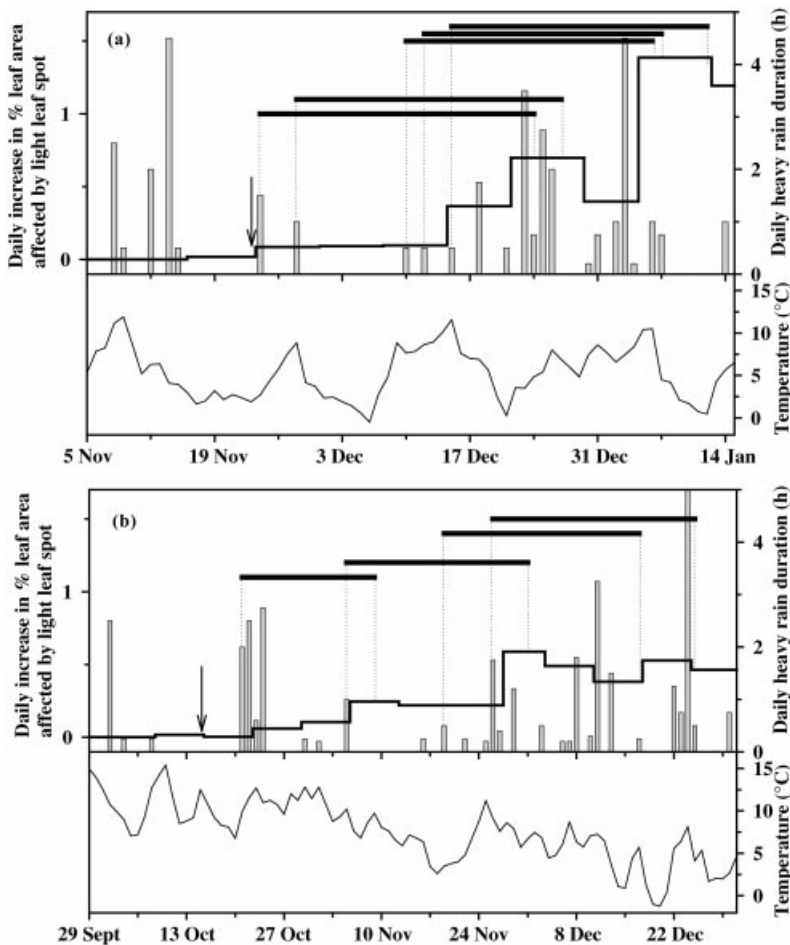 (a)
Daily increase in % leaf area
affected by light leaf spot
1
0
Daily heavy rain duration (h)
4
2
0
Temperature (°C)
15
10
5
0
5 Nov 19 Nov 3 Dec 17 Dec 31 Dec 14 Jan
(b)
Daily increase in % leaf area
affected by light leaf spot
1
0
Daily heavy rain duration (h)
4
2
0
Temperature (°C)
15
10
5
0
29 Sept 13 Oct 27 Oct 10 Nov 24 Nov 8 Dec 22 Dec